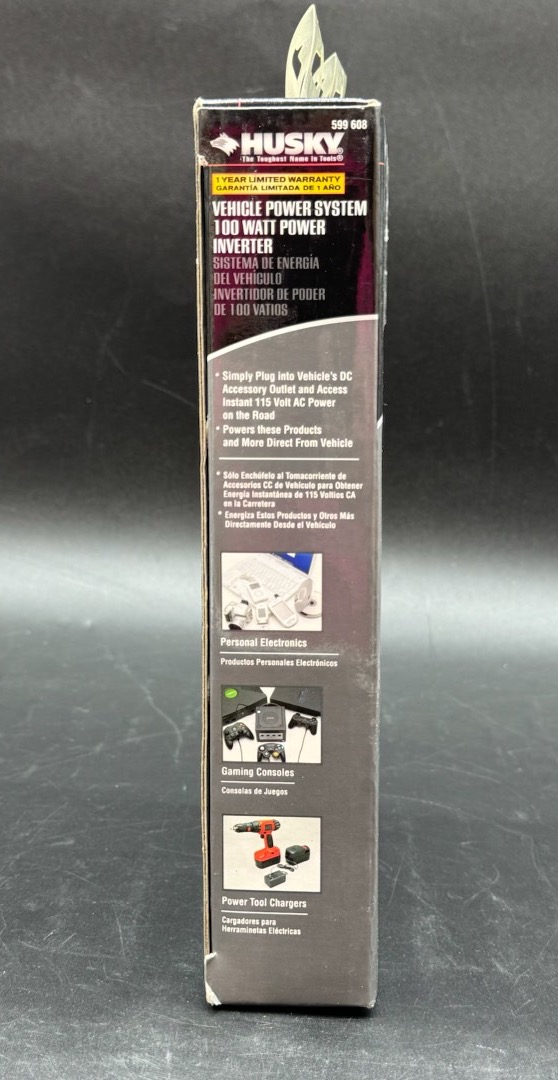 599 608
HUSKY®
The Toughest Name in Tools®
1 YEAR LIMITED WARRANTY
GARANTÍA LIMITADA DE 1 AÑO
VEHICLE POWER SYSTEM
100 WATT POWER
INVERTER
SISTEMA DE ENERGÍA
DEL VEHÍCULO
INVERTIDOR DE PODER
DE 100 VATIOS
• Simply Plug into Vehicle's DC
Accessory Outlet and Access
Instant 115 Volt AC Power
on the Road
• Powers these Products
and More Direct From Vehicle
• Sólo Enchúfelo al Tomacorriente de
Accesorios CC de Vehículo para Obtener
Energía Instantánea de 115 Voltios CA
en la Carretera
• Energiza Estos Productos y Otros Más
Directamente Desde el Vehículo
Personal Electronics
Productos Personales Electrónicos
Gaming Consoles
Consolas de Juegos
Power Tool Chargers
Cargadores para
Herraminetas Eléctricas